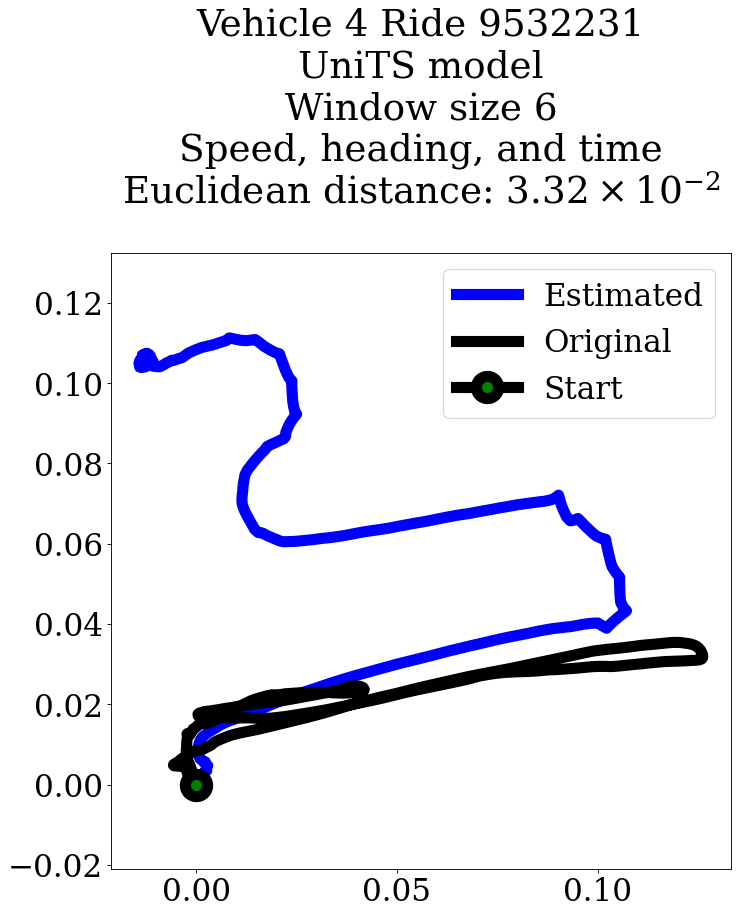 Vehicle 4 Ride 9532231
UniTS model
Window size 6
Speed, heading, and time
Euclidean distance: 3.32 × 10⁻²
Estimated
Original
Start
0.12
0.10
0.08
0.06
0.04
0.02
0.00
−0.02
0.00 0.05 0.10